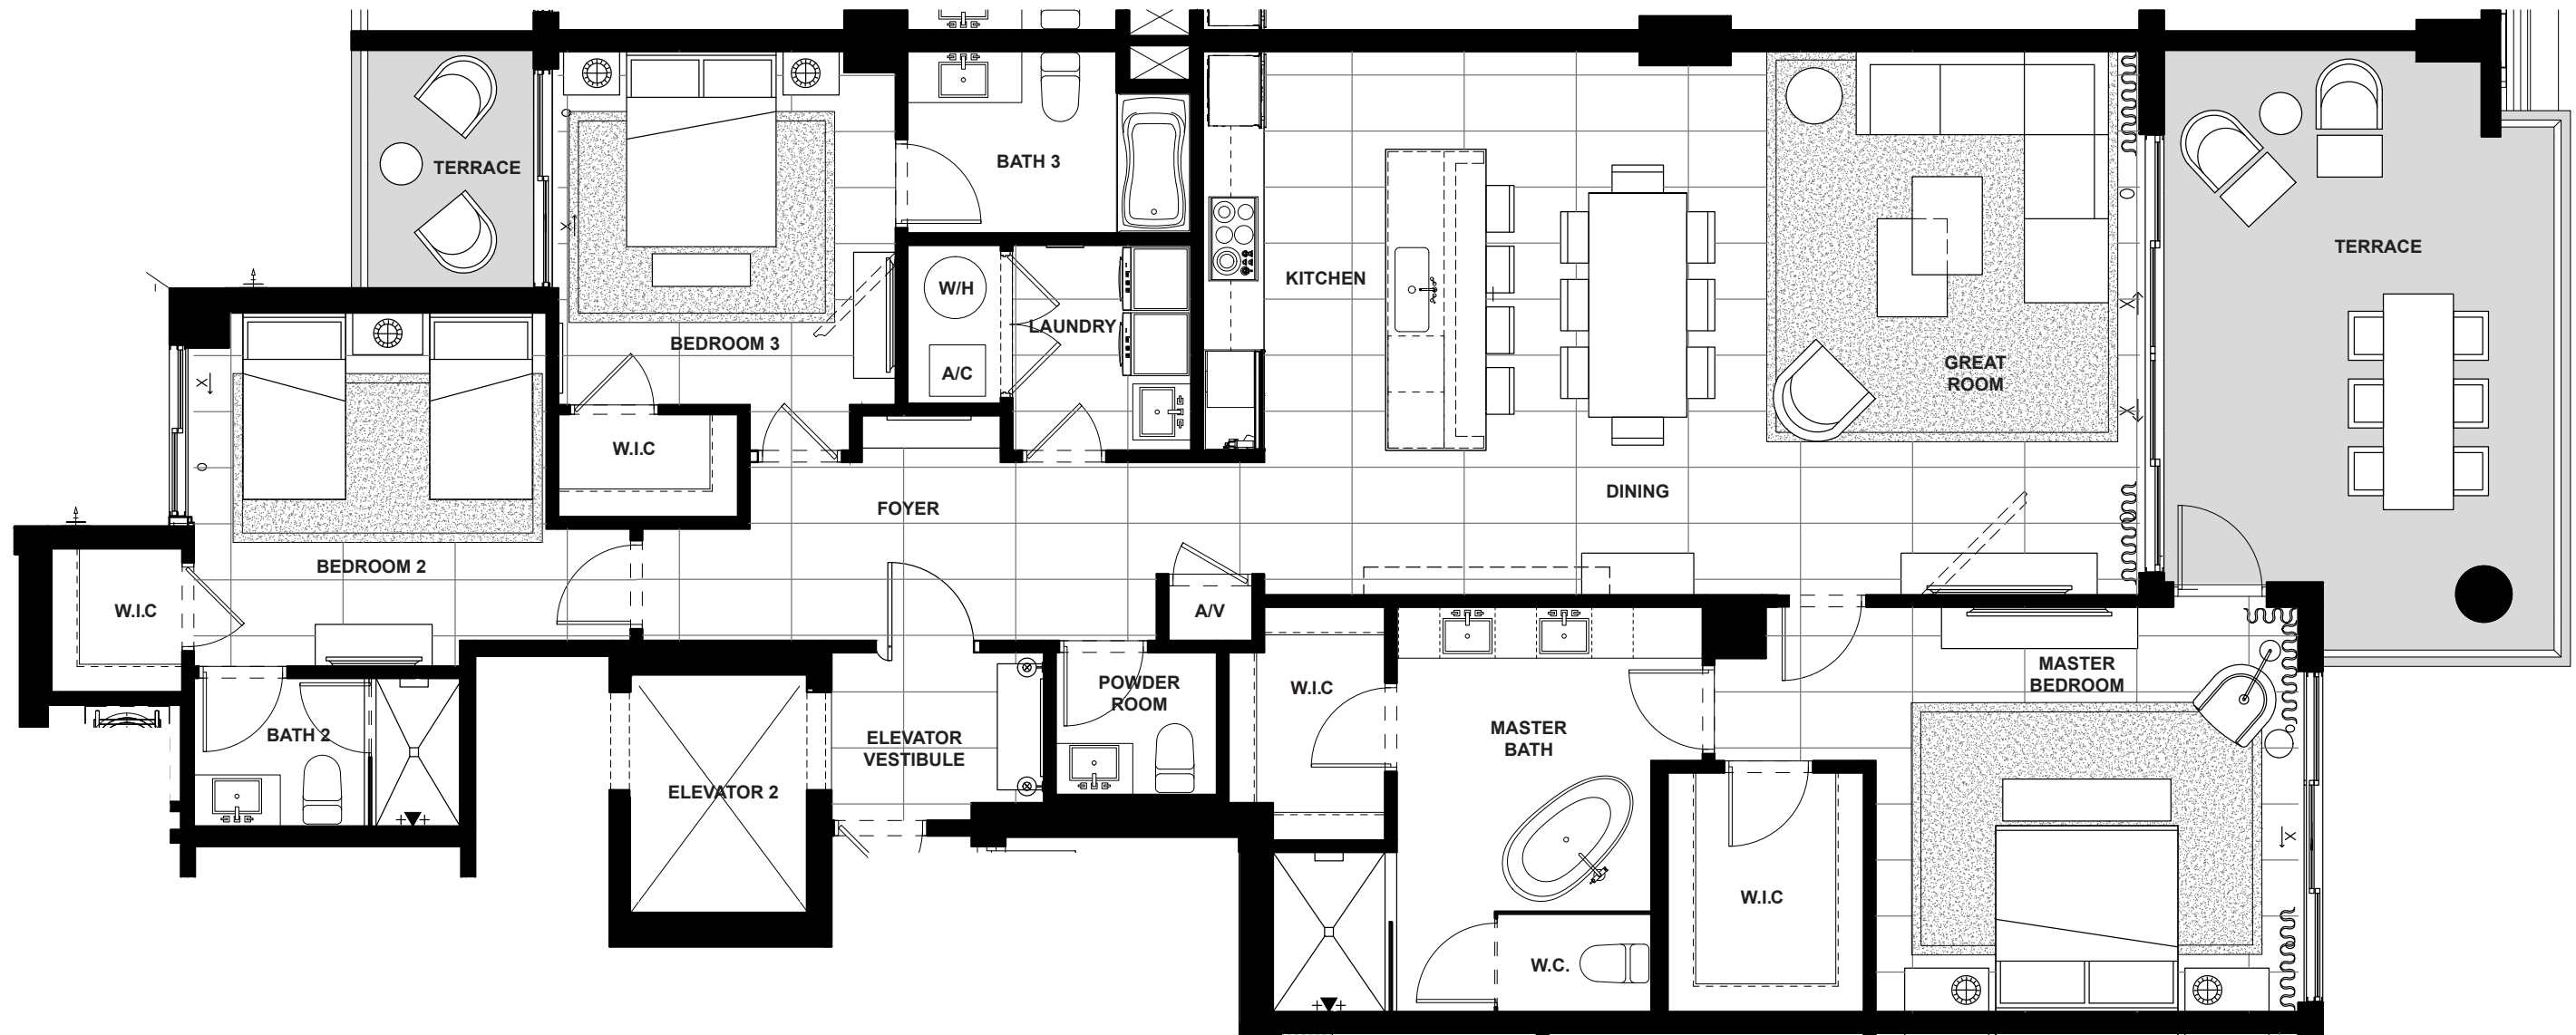 TERRACE
BATH 3
W/H
LAUNDRY
A/C
BEDROOM 3
W.I.C
KITCHEN
GREAT
ROOM
TERRACE
DINING
FOYER
BEDROOM 2
W.I.C
A/V
BATH 2
ELEVATOR 2
ELEVATOR
VESTIBULE
POWDER
ROOM
W.I.C
MASTER
BATH
W.C.
W.I.C
MASTER
BEDROOM
X
O
X
O
O
X
X
O
X